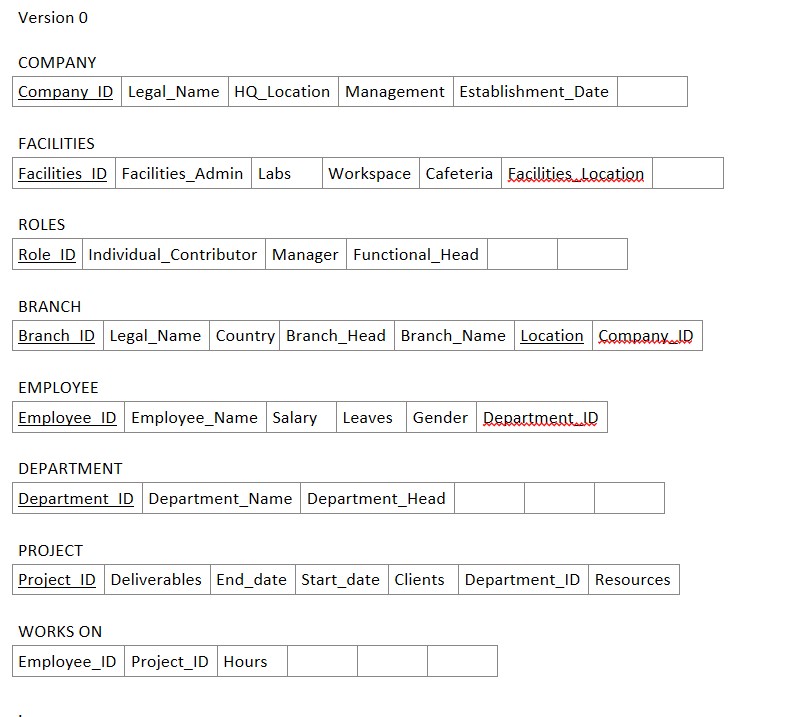 Version 0
COMPANY
Company_ID Legal_Name HQ_Location Management Establishment_Date
FACILITIES
Facilities_ID Facilities_Admin Labs Workspace Cafeteria Facilities_Location
ROLES
Role_ID Individual_Contributor Manager Functional_Head
BRANCH
Branch_ID Legal_Name Country Branch_Head Branch_Name Location Company_ID
EMPLOYEE
Employee_ID Employee_Name Salary Leaves Gender Department_ID
DEPARTMENT
Department_ID Department_Name Department_Head
PROJECT
Project_ID Deliverables End_date Start_date Clients Department_ID Resources
WORKS ON
Employee_ID Project_ID Hours
.